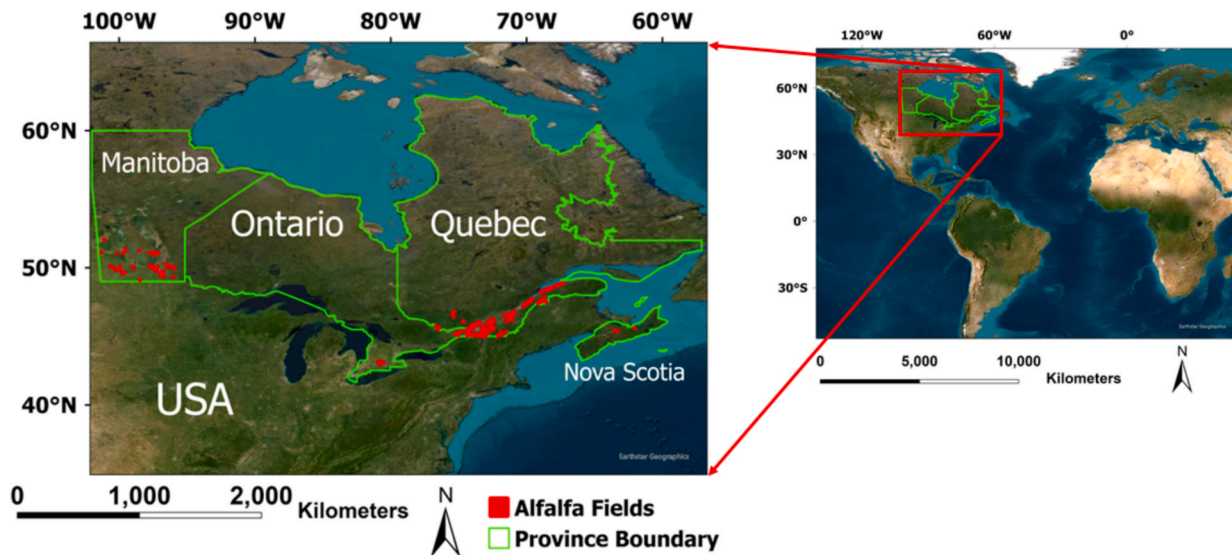 100°W 90°W 80°W 70°W 60°W
120°W 60°W 0°
60°N
Manitoba
Ontario
Quebec
50°N
Nova Scotia
USA
40°N
Earthstar Geographics
60°N
30°N
0°
30°S
Earthstar Geographics
0 5,000 10,000
Kilometers
N
0 1,000 2,000
Kilometers
N
Alfalfa Fields
Province Boundary